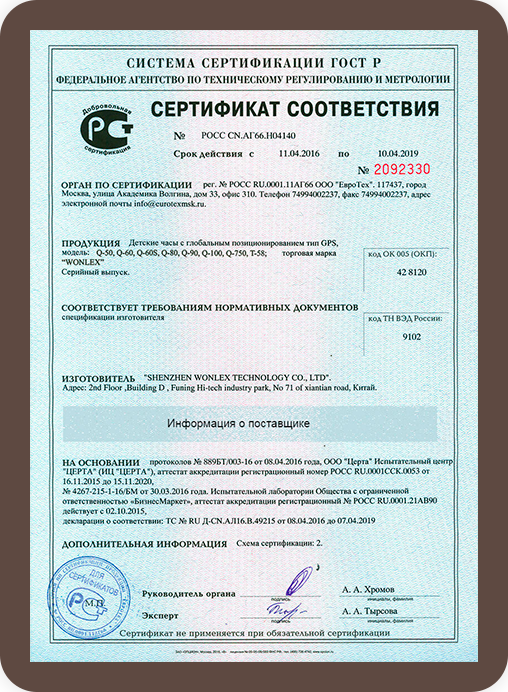 СИСТЕМА СЕРТИФИКАЦИИ ГОСТ Р
ФЕДЕРАЛЬНОЕ АГЕНТСТВО ПО ТЕХНИЧЕСКОМУ РЕГУЛИРОВАНИЮ И МЕТРОЛОГИИ
Добровольная
РСТ
сертификация
СЕРТИФИКАТ СООТВЕТСТВИЯ
№ РОСС CN.АГ66.Н04140
Срок действия с 11.04.2016 по 10.04.2019
№ 2092330
ОРГАН ПО СЕРТИФИКАЦИИ рег. № РОСС RU.0001.11АГ66 ООО "ЕвроТех". 117437, город
Москва, улица Академика Волгина, дом 33, офис 310. Телефон 74994002237, факс 74994002237, адрес
электронной почты info@eurotexmsk.ru.
ПРОДУКЦИЯ Детские часы с глобальным позиционированием тип GPS,
модель: Q-50, Q-60, Q-60S, Q-80, Q-90, Q-100, Q-750, T-58; торговая марка
"WONLEX"
Серийный выпуск.
код ОК 005 (ОКП):
42 8120
СООТВЕТСТВУЕТ ТРЕБОВАНИЯМ НОРМАТИВНЫХ ДОКУМЕНТОВ
спецификации изготовителя
код ТН ВЭД России:
9102
ИЗГОТОВИТЕЛЬ "SHENZHEN WONLEX TECHNOLOGY CO., LTD".
Адрес: 2nd Floor ,Building D , Funing Hi-tech industry park, No 71 of xiantian road, Китай.
Информация о поставщике
НА ОСНОВАНИИ протоколов № 889БТ/003-16 от 08.04.2016 года, ООО "Церта" Испытательный центр
"ЦЕРТА" (ИЦ "ЦЕРТА"), аттестат аккредитации регистрационный номер РОСС RU.0001ССК.0053 от
16.11.2015 до 15.11.2020,
№ 4267-215-1-16/БМ от 30.03.2016 года. Испытательной лаборатории Общества с ограниченной
ответственностью «БизнесМаркет», аттестат аккредитации регистрационный № РОСС RU.0001.21АВ90
действует с 02.10.2015,
декларации о соответствии: ТС № RU Д-CN.АЛ16.В.49215 от 08.04.2016 до 07.04.2019
ДОПОЛНИТЕЛЬНАЯ ИНФОРМАЦИЯ Схема сертификации: 2.
ДЛЯ
СЕРТИФИКАТОВ
М.П.
Руководитель органа
подпись
А. А. Хромов
инициалы, фамилия
Эксперт
подпись
А. А. Тырсова
инициалы, фамилия
Сертификат не применяется при обязательной сертификации